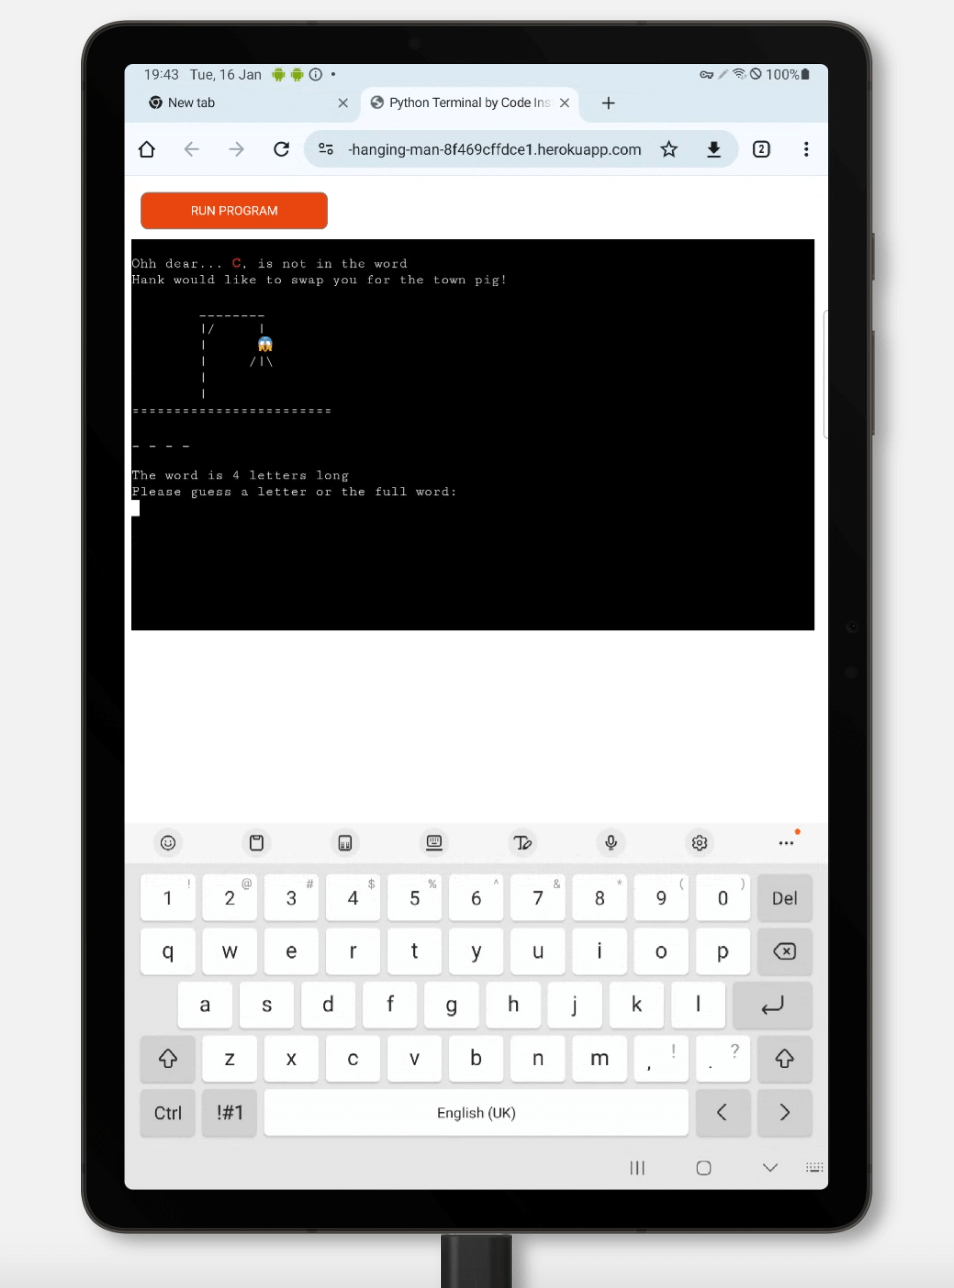 19:43 Tue, 16 Jan 100%
New tab Python Terminal by Code Ins
-hanging-man-8f469cffdce1.herokuapp.com 2
RUN PROGRAM
Ohh dear... C, is not in the word
Hank would like to swap you for the town pig!
--------
|/ |
|
| /|\
|
|
========================
_ _ _ _
The word is 4 letters long
Please guess a letter or the full word:
! @ # $ % ^ & * ( )
1 2 3 4 5 6 7 8 9 0 Del
q w e r t y u i o p
a s d f g h j k l
z x c v b n m , ! . ?
Ctrl !#1 English (UK) < >